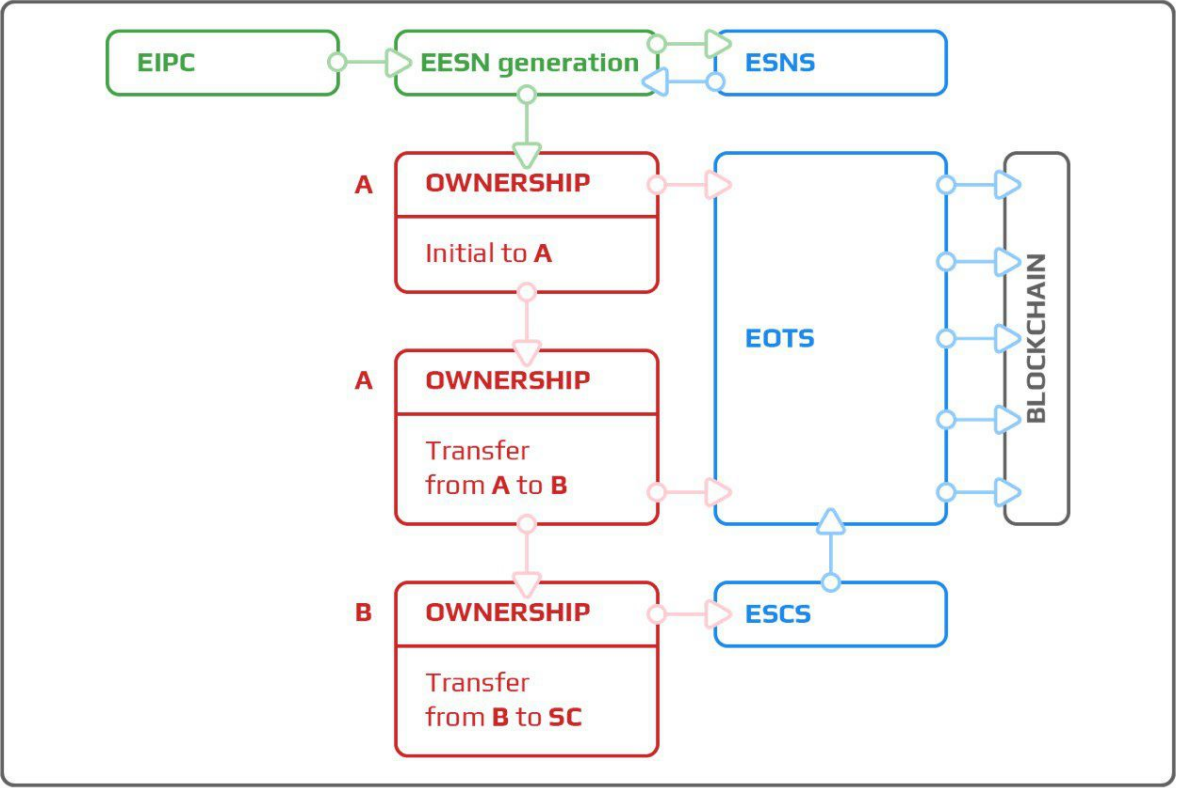 EIPC
EESN generation
ESNS
A
OWNERSHIP
Initial to A
A
OWNERSHIP
Transfer
from A to B
EOTS
BLOCKCHAIN
B
OWNERSHIP
Transfer
from B to SC
ESCS